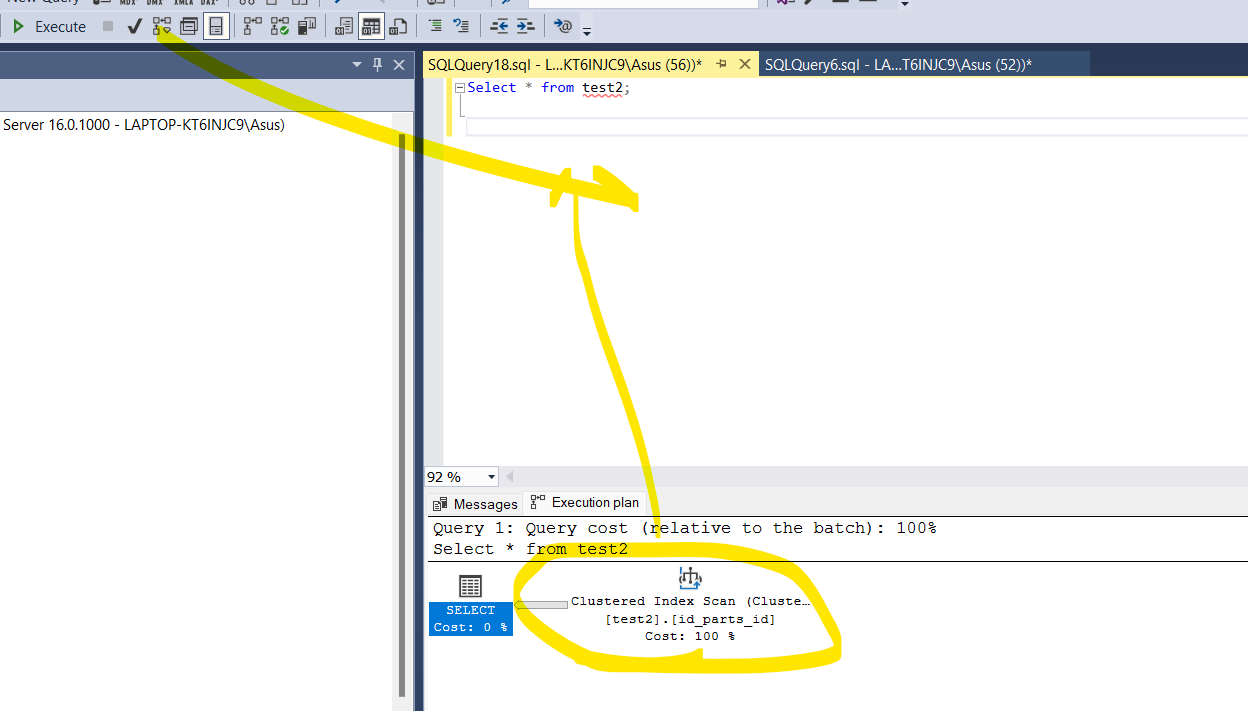 New Query
MDX DMX XMLA DAX
Execute
SQLQuery18.sql - L...KT6INJC9\Asus (56))*
SQLQuery6.sql - LA...T6INJC9\Asus (52))*
Select * from test2;
Server 16.0.1000 - LAPTOP-KT6INJC9\Asus)
92 %
Messages
Execution plan
Query 1: Query cost (relative to the batch): 100%
Select * from test2
SELECT
Cost: 0 %
Clustered Index Scan (Cluste...
[test2].[id_parts_id]
Cost: 100 %